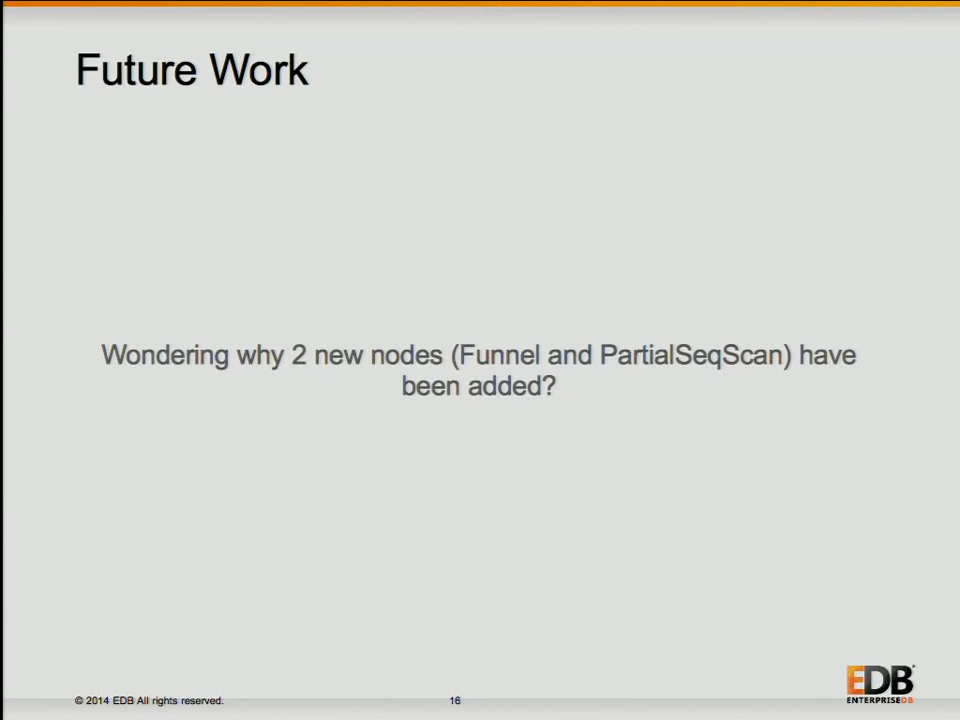 Future Work
Wondering why 2 new nodes (Funnel and PartialSeqScan) have
been added?
© 2014 EDB All rights reserved.
16
EDB
ENTERPRISEDB